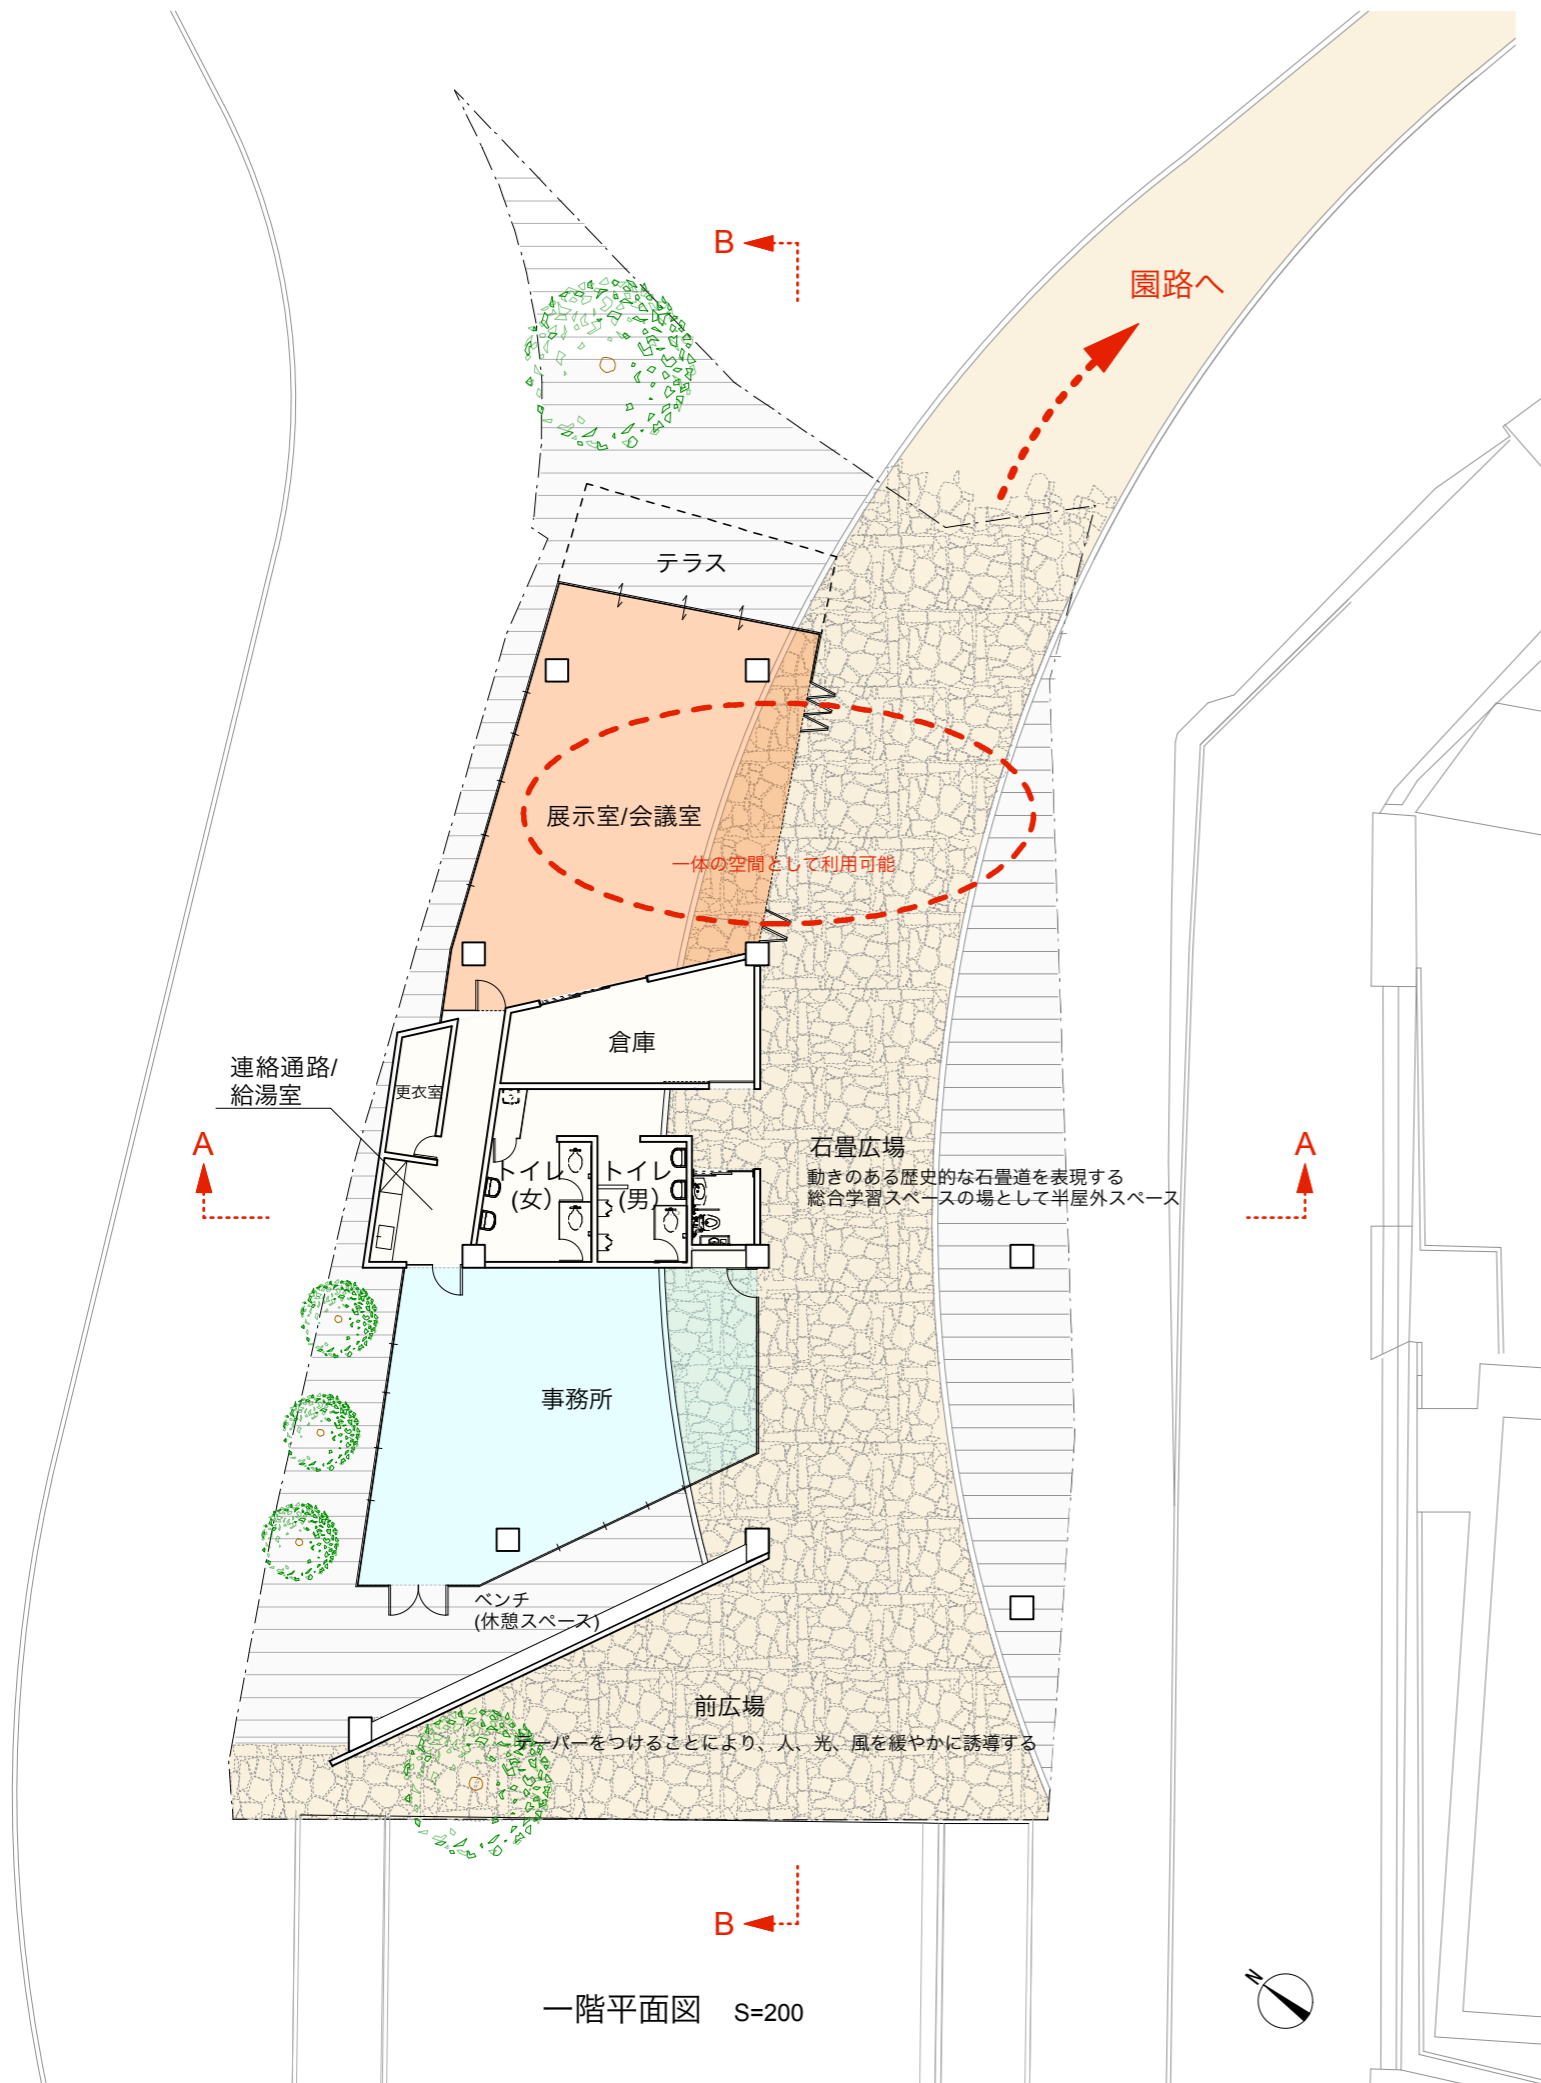 B
園路へ
テラス
展示室/会議室
一体の空間として利用可能
倉庫
連絡通路/
給湯室
更衣室
A
A
石畳広場
動きのある歴史的な石畳道を表現する
総合学習スペースの場として半屋外スペース
トイレ
(女)
トイレ
(男)
事務所
ベンチ
(休憩スペース)
前広場
テーパーをつけることにより、人、光、風を緩やかに誘導する
B
N
一階平面図 S=200